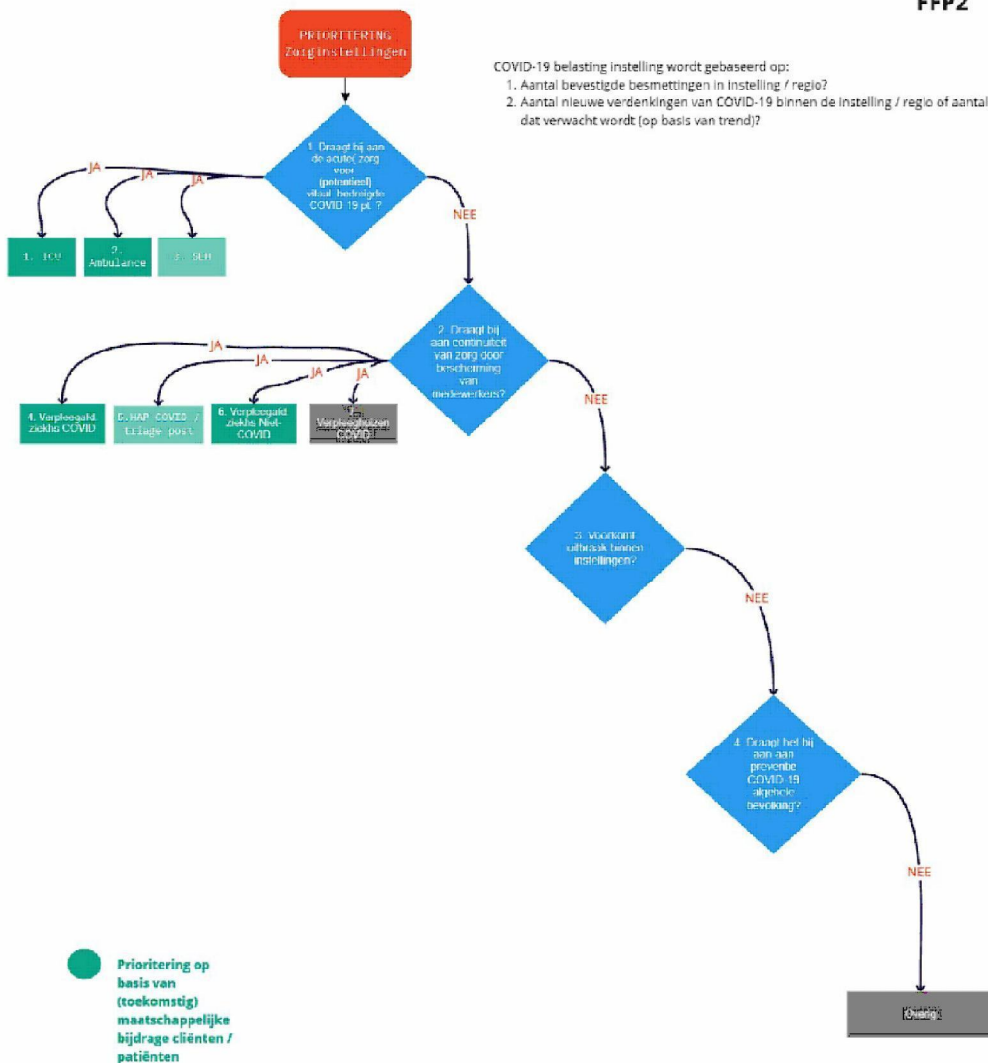 FFP2
PRIORITERING
Zorginstellingen
COVID-19 belasting instelling wordt gebaseerd op:
1. Aantal bevestigde besmettingen in instelling / regio?
2. Aantal nieuwe verdenkingen van COVID-19 binnen de instelling / regio of aantal
dat verwacht wordt (op basis van trend)?
1. Draagt bij aan
de acute( zorg
voor
(potentieel)
vitaal bedreigde
COVID-19 pt. ?
JA
JA
JA
NEE
1. ICU
2.
Ambulance
3. SEH
2. Draagt bij
aan continuïteit
van zorg door
bescherming
van
medewerkers?
JA
JA
JA
JA
NEE
4. Verpleegafd
ziekhs COVID
5.HAP COVID /
triage post
6. Verpleegafd
ziekhs Niet-
COVID
Verpleeghuizen
COVID
3. Voorkomt
uitbraak binnen
instellingen?
NEE
4. Draagt het bij
aan aan
preventie
COVID-19
algehele
bevolking?
NEE
Overig
Prioritering op
basis van
(toekomstig)
maatschappelijke
bijdrage cliënten /
patiënten